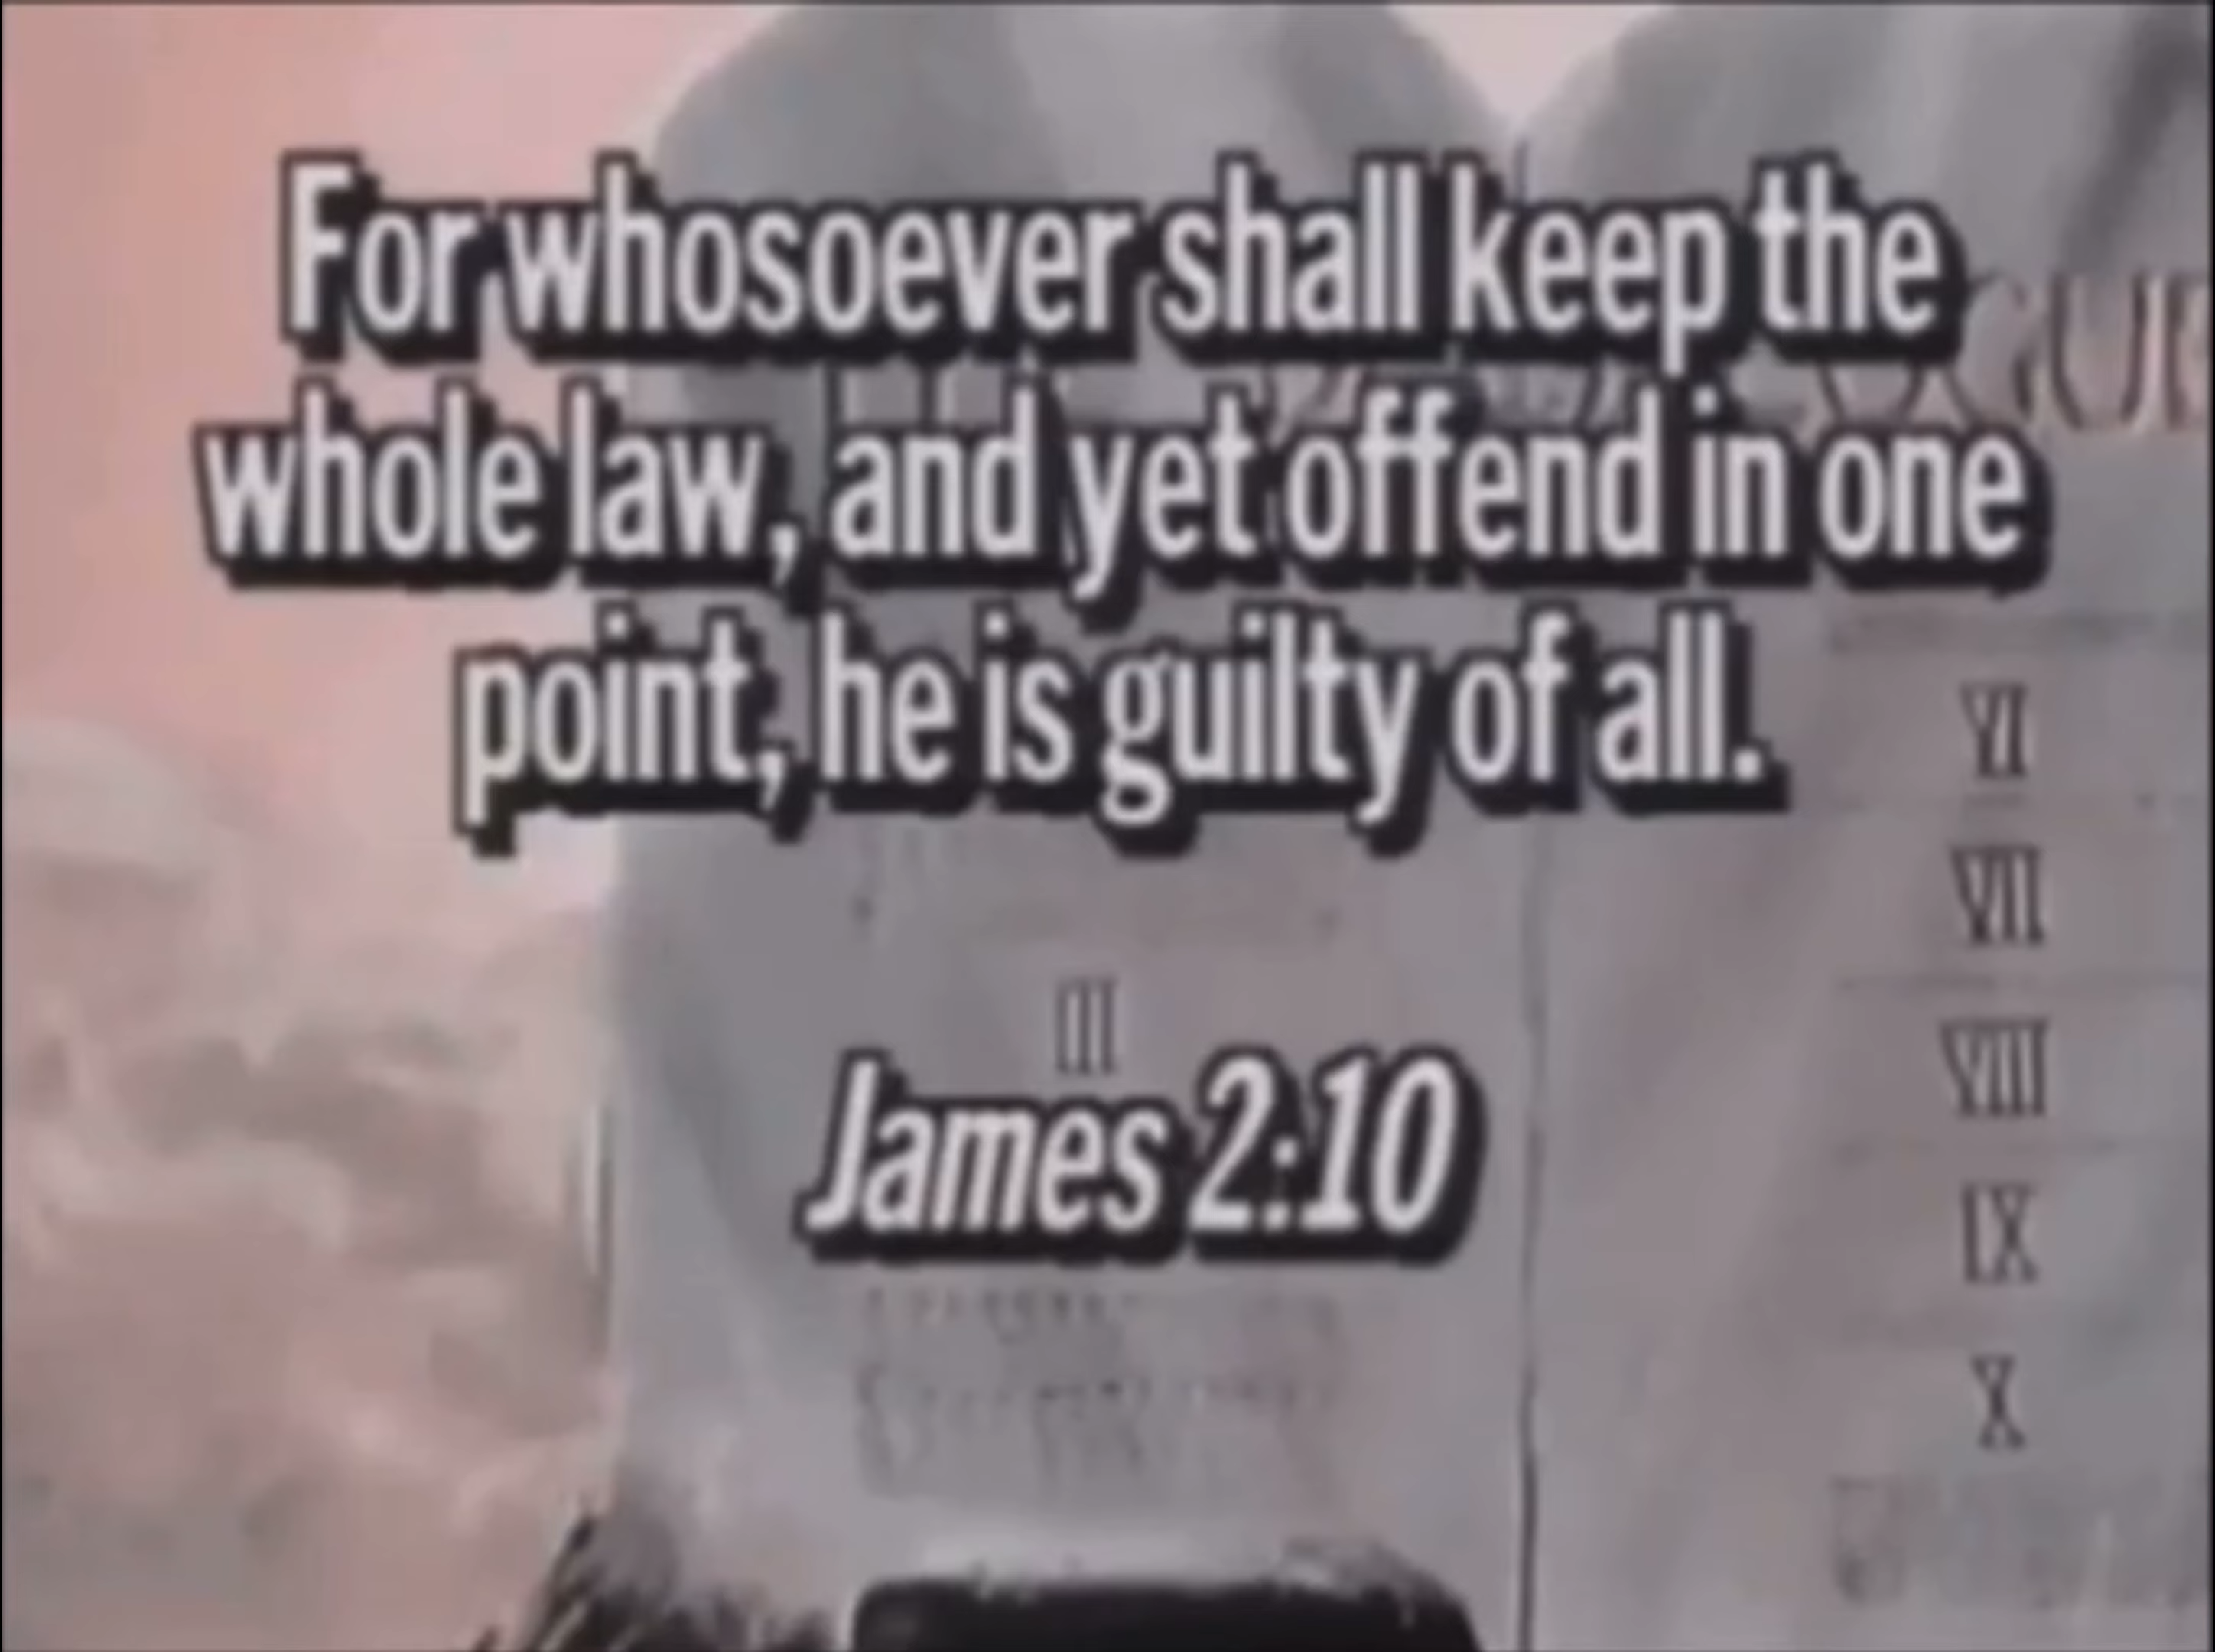 For whosoever shall keep the
whole law, and yet offend in one
point, he is guilty of all.
James 2:10
III
VI
VII
VIII
IX
X